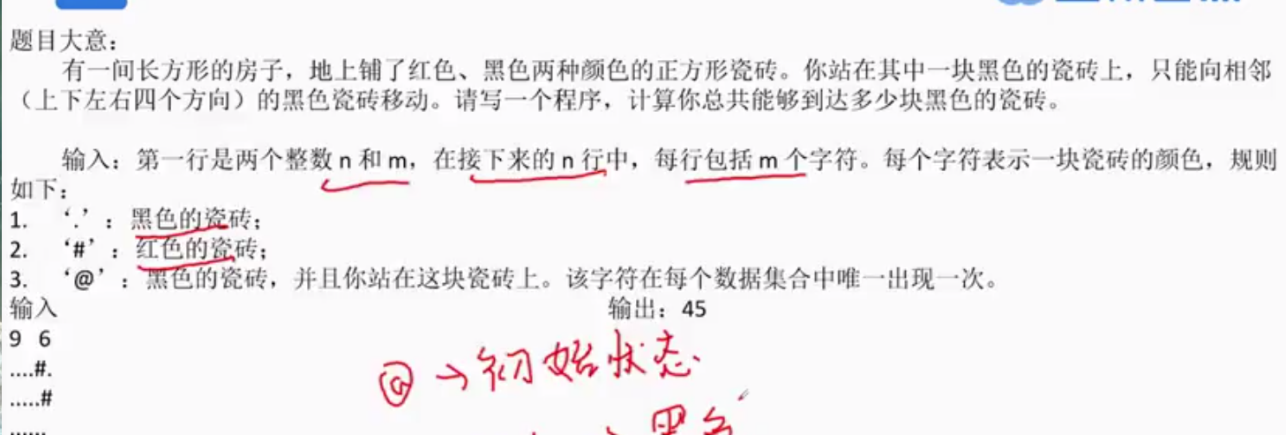 题目大意：
有一间长方形的房子，地上铺了红色、黑色两种颜色的正方形瓷砖。你站在其中一块黑色的瓷砖上，只能向相邻
（上下左右四个方向）的黑色瓷砖移动。请写一个程序，计算你总共能够到达多少块黑色的瓷砖。
输入：第一行是两个整数 n 和 m，在接下来的 n 行中，每行包括 m 个字符。每个字符表示一块瓷砖的颜色，规则
如下：
1. ‘.’：黑色的瓷砖；
2. ‘#’：红色的瓷砖；
3. ‘@’：黑色的瓷砖，并且你站在这块瓷砖上。该字符在每个数据集合中唯一出现一次。
输入 输出：45
9 6
....#.
.....#
......
@ → 初始状态
黑色